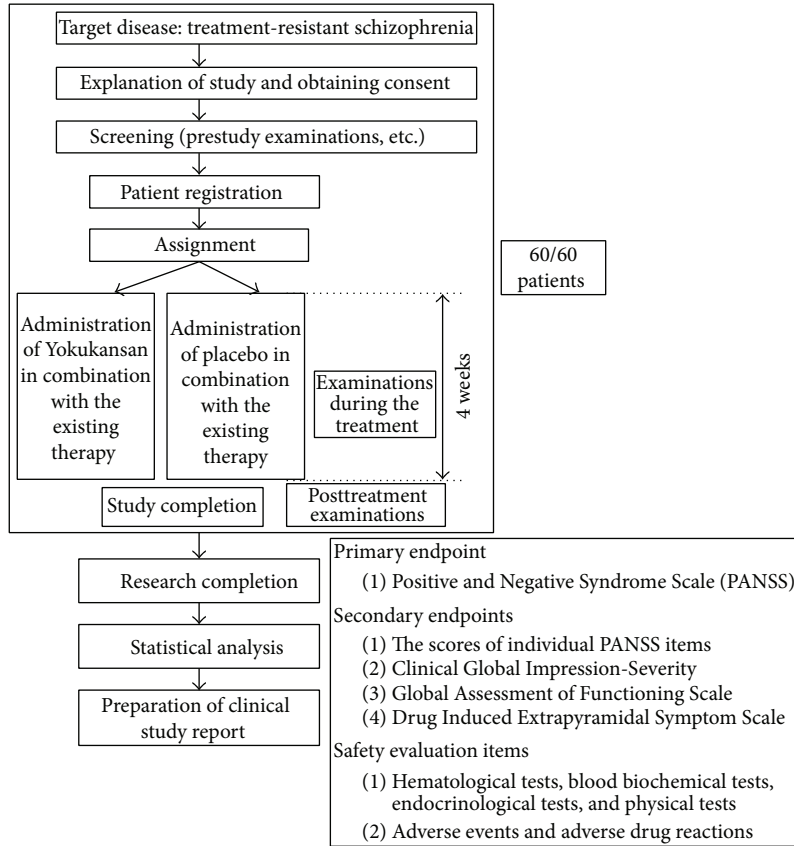 Target disease: treatment-resistant schizophrenia
Explanation of study and obtaining consent
Screening (prestudy examinations, etc.)
Patient registration
Assignment
60/60
patients
Administration
of Yokukansan
in combination
with the
existing
therapy
Administration
of placebo in
combination
with the
existing
therapy
Examinations
during the
treatment
4 weeks
Study completion
Posttreatment
examinations
Research completion
Statistical analysis
Preparation of clinical
study report
Primary endpoint
(1) Positive and Negative Syndrome Scale (PANSS)
Secondary endpoints
(1) The scores of individual PANSS items
(2) Clinical Global Impression-Severity
(3) Global Assessment of Functioning Scale
(4) Drug Induced Extrapyramidal Symptom Scale
Safety evaluation items
(1) Hematological tests, blood biochemical tests,
endocrinological tests, and physical tests
(2) Adverse events and adverse drug reactions